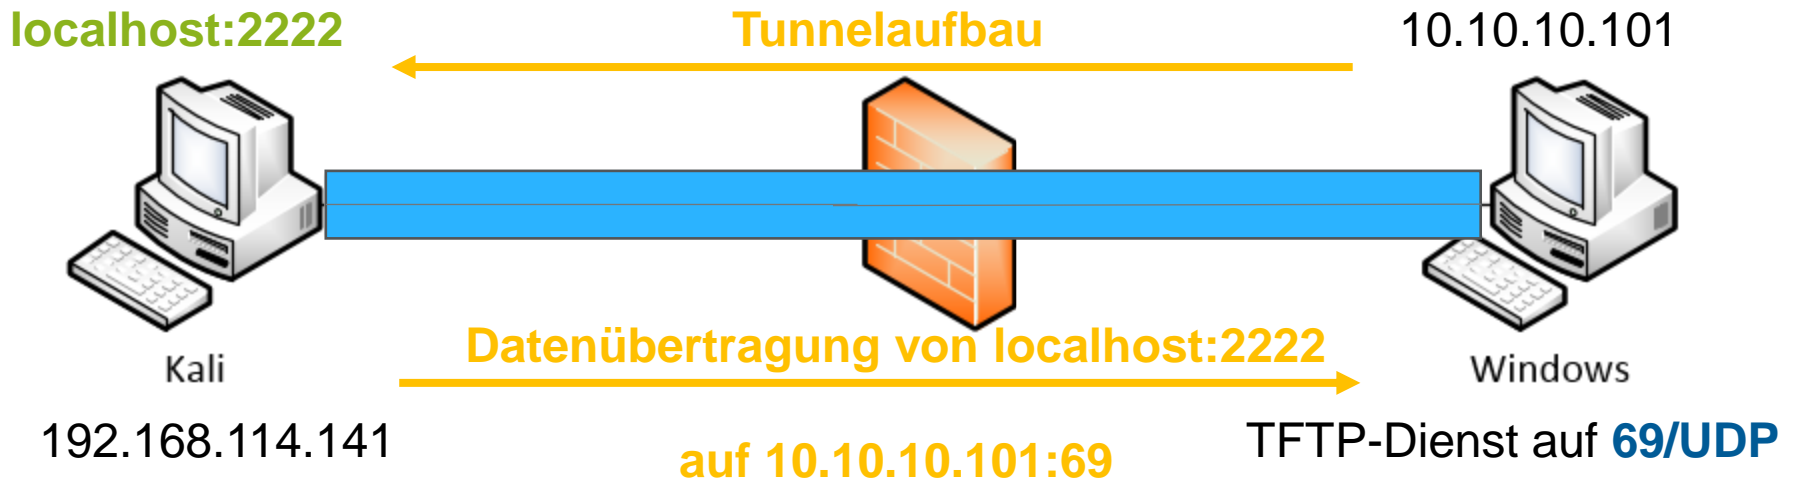 localhost:2222
Tunnelaufbau
10.10.10.101
Kali
Datenübertragung von localhost:2222
Windows
192.168.114.141
auf 10.10.10.101:69
TFTP-Dienst auf 69/UDP